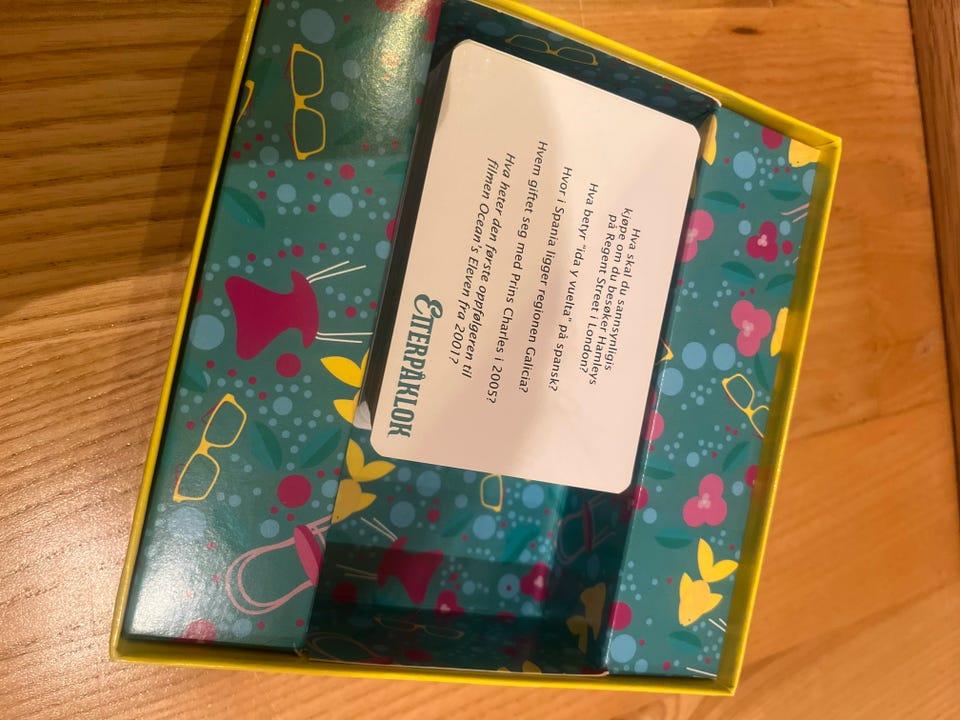 Hva skal du sannsynligis
kjøpe om du besøker Hamleys
på Regent Street i London?
Hva betyr "ida y vuelta" på spansk?
Hvor i Spania ligger regionen Galicia?
Hvem giftet seg med Prins Charles i 2005?
Hva heter den første oppfølgeren til
filmen Ocean's Eleven fra 2001?
ETTERPÅKLOK